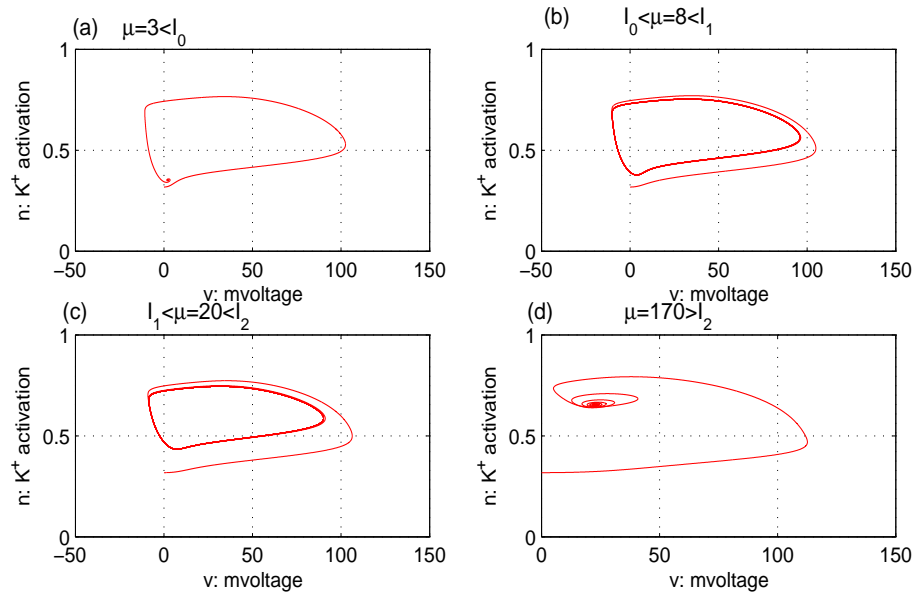 (a) μ=3<I₀
1
0.5
0
n: K⁺ activation
−50 0 50 100 150
v: mvoltage
(b) I₀<μ=8<I₁
1
0.5
0
n: K⁺ activation
−50 0 50 100 150
v: mvoltage
(c) I₁<μ=20<I₂
1
0.5
0
n: K⁺ activation
−50 0 50 100 150
v: mvoltage
(d) μ=170>I₂
1
0.5
0
n: K⁺ activation
0 50 100 150
v: mvoltage